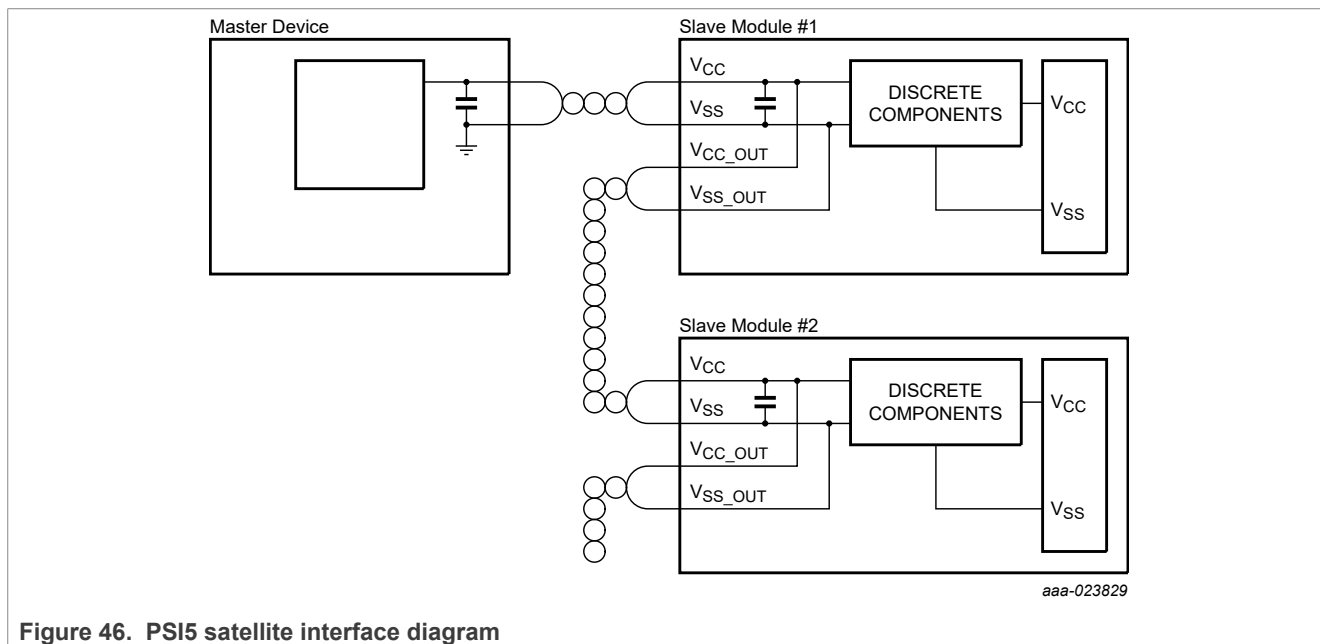 Master Device
Slave Module #1
VCC
VSS
VCC_OUT
VSS_OUT
DISCRETE
COMPONENTS
VCC
VSS
Slave Module #2
VCC
VSS
VCC_OUT
VSS_OUT
DISCRETE
COMPONENTS
VCC
VSS
aaa-023829
Figure 46. PSI5 satellite interface diagram